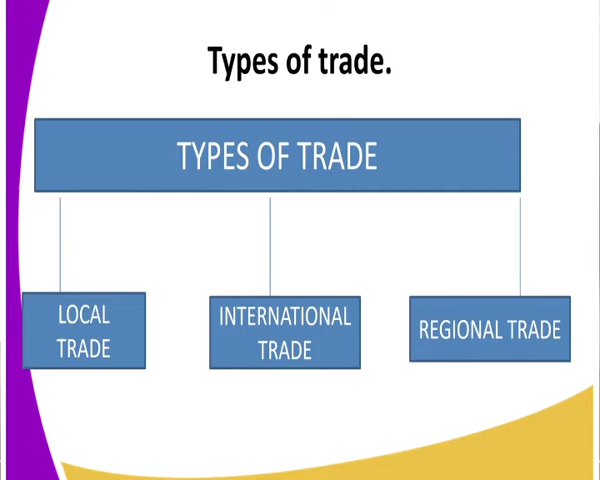 Types of trade.
TYPES OF TRADE
LOCAL
TRADE
INTERNATIONAL
TRADE
REGIONAL TRADE